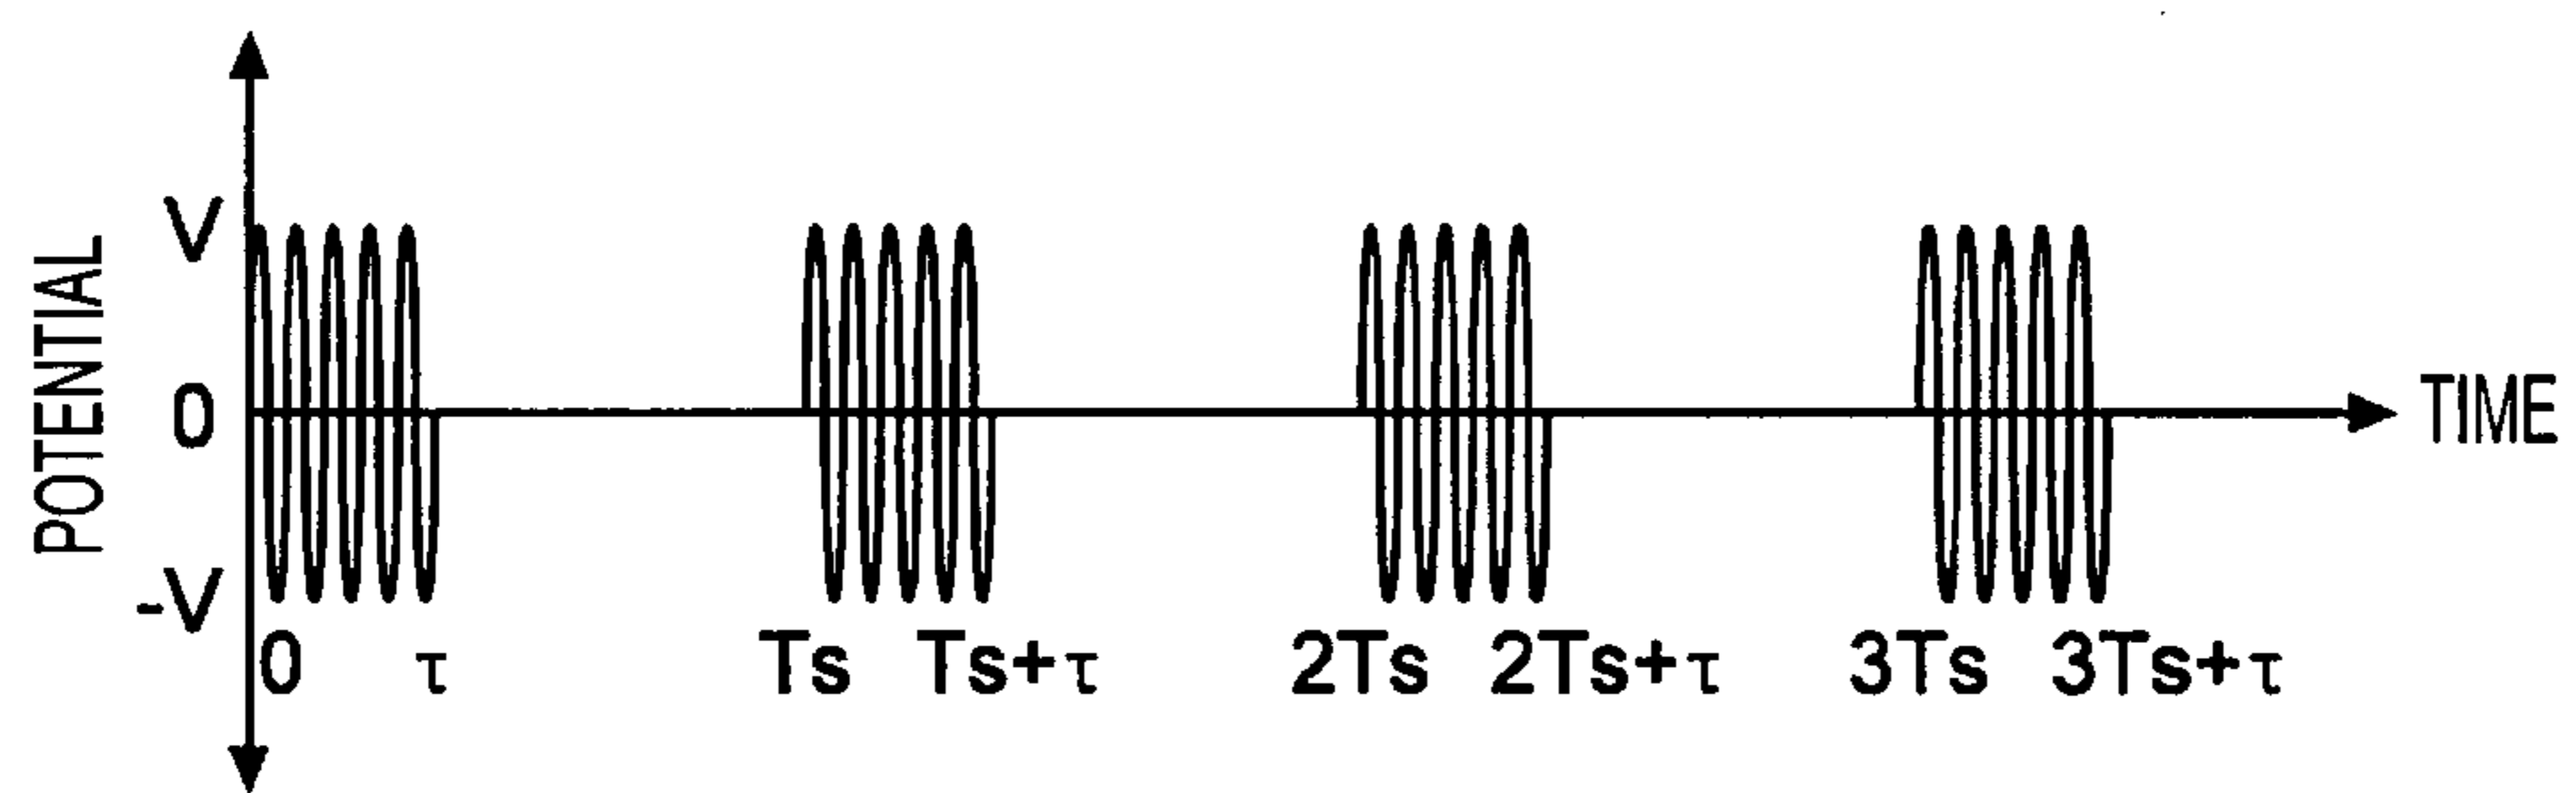 POTENTIAL
V
0
-V
0 τ Ts Ts+τ 2Ts 2Ts+τ 3Ts 3Ts+τ
TIME